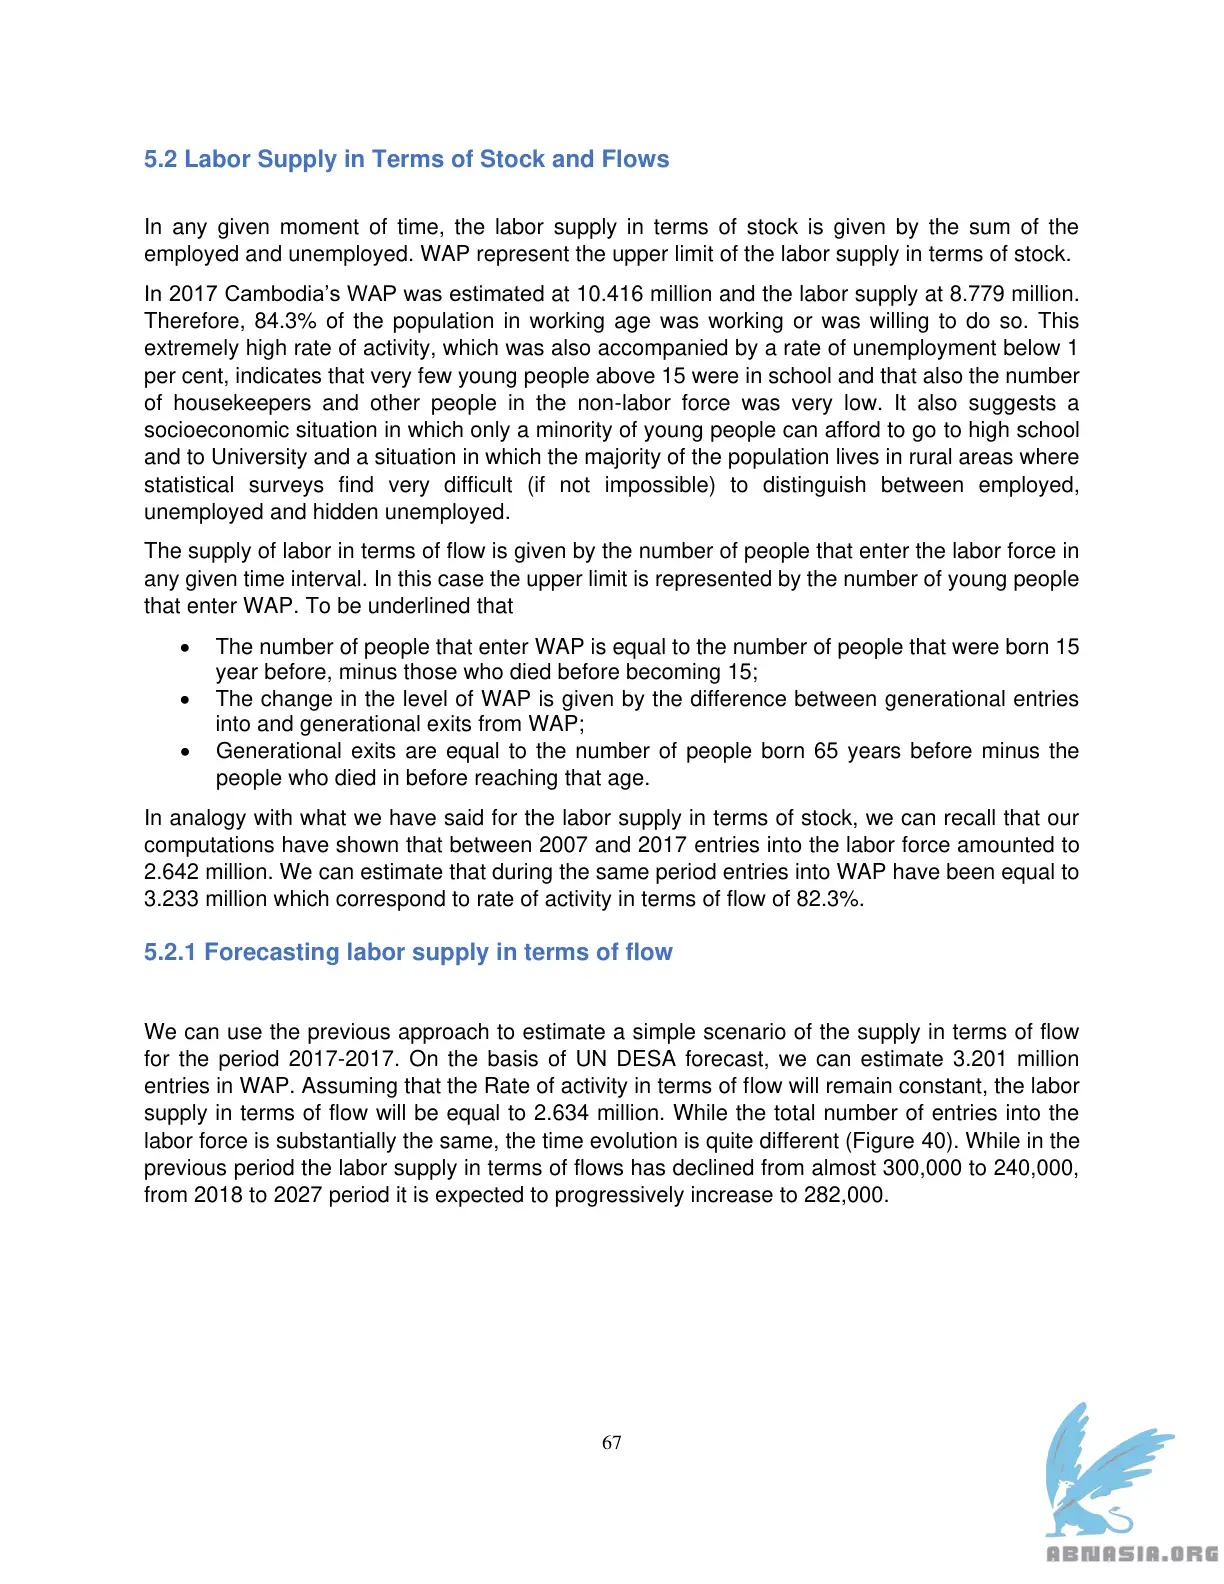 5.2 Labor Supply in Terms of Stock and Flows
In any given moment of time, the labor supply in terms of stock is given by the sum of the
employed and unemployed. WAP represent the upper limit of the labor supply in terms of stock.
In 2017 Cambodia’s WAP was estimated at 10.416 million and the labor supply at 8.779 million.
Therefore, 84.3% of the population in working age was working or was willing to do so. This
extremely high rate of activity, which was also accompanied by a rate of unemployment below 1
per cent, indicates that very few young people above 15 were in school and that also the number
of housekeepers and other people in the non-labor force was very low. It also suggests a
socioeconomic situation in which only a minority of young people can afford to go to high school
and to University and a situation in which the majority of the population lives in rural areas where
statistical surveys find very difficult (if not impossible) to distinguish between employed,
unemployed and hidden unemployed.
The supply of labor in terms of flow is given by the number of people that enter the labor force in
any given time interval. In this case the upper limit is represented by the number of young people
that enter WAP. To be underlined that
• The number of people that enter WAP is equal to the number of people that were born 15
year before, minus those who died before becoming 15;
• The change in the level of WAP is given by the difference between generational entries
into and generational exits from WAP;
• Generational exits are equal to the number of people born 65 years before minus the
people who died in before reaching that age.
In analogy with what we have said for the labor supply in terms of stock, we can recall that our
computations have shown that between 2007 and 2017 entries into the labor force amounted to
2.642 million. We can estimate that during the same period entries into WAP have been equal to
3.233 million which correspond to rate of activity in terms of flow of 82.3%.
5.2.1 Forecasting labor supply in terms of flow
We can use the previous approach to estimate a simple scenario of the supply in terms of flow
for the period 2017-2017. On the basis of UN DESA forecast, we can estimate 3.201 million
entries in WAP. Assuming that the Rate of activity in terms of flow will remain constant, the labor
supply in terms of flow will be equal to 2.634 million. While the total number of entries into the
labor force is substantially the same, the time evolution is quite different (Figure 40). While in the
previous period the labor supply in terms of flows has declined from almost 300,000 to 240,000,
from 2018 to 2027 period it is expected to progressively increase to 282,000.
67
ABNASIA.ORG